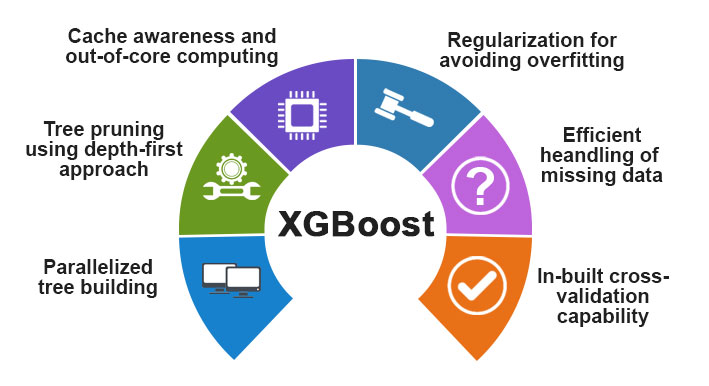 Cache awareness and
out-of-core computing
Regularization for
avoiding overfitting
Tree pruning
using depth-first
approach
Efficient
heandling of
missing data
XGBoost
Parallelized
tree building
In-built cross-
validation
capability